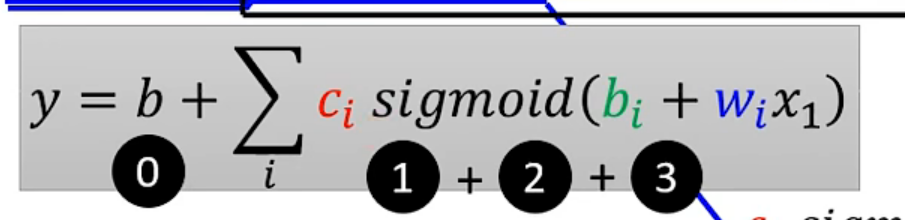 y = b + ∑ c_i sigmoid(b_i + w_i x_1)
i
0 1 + 2 + 3